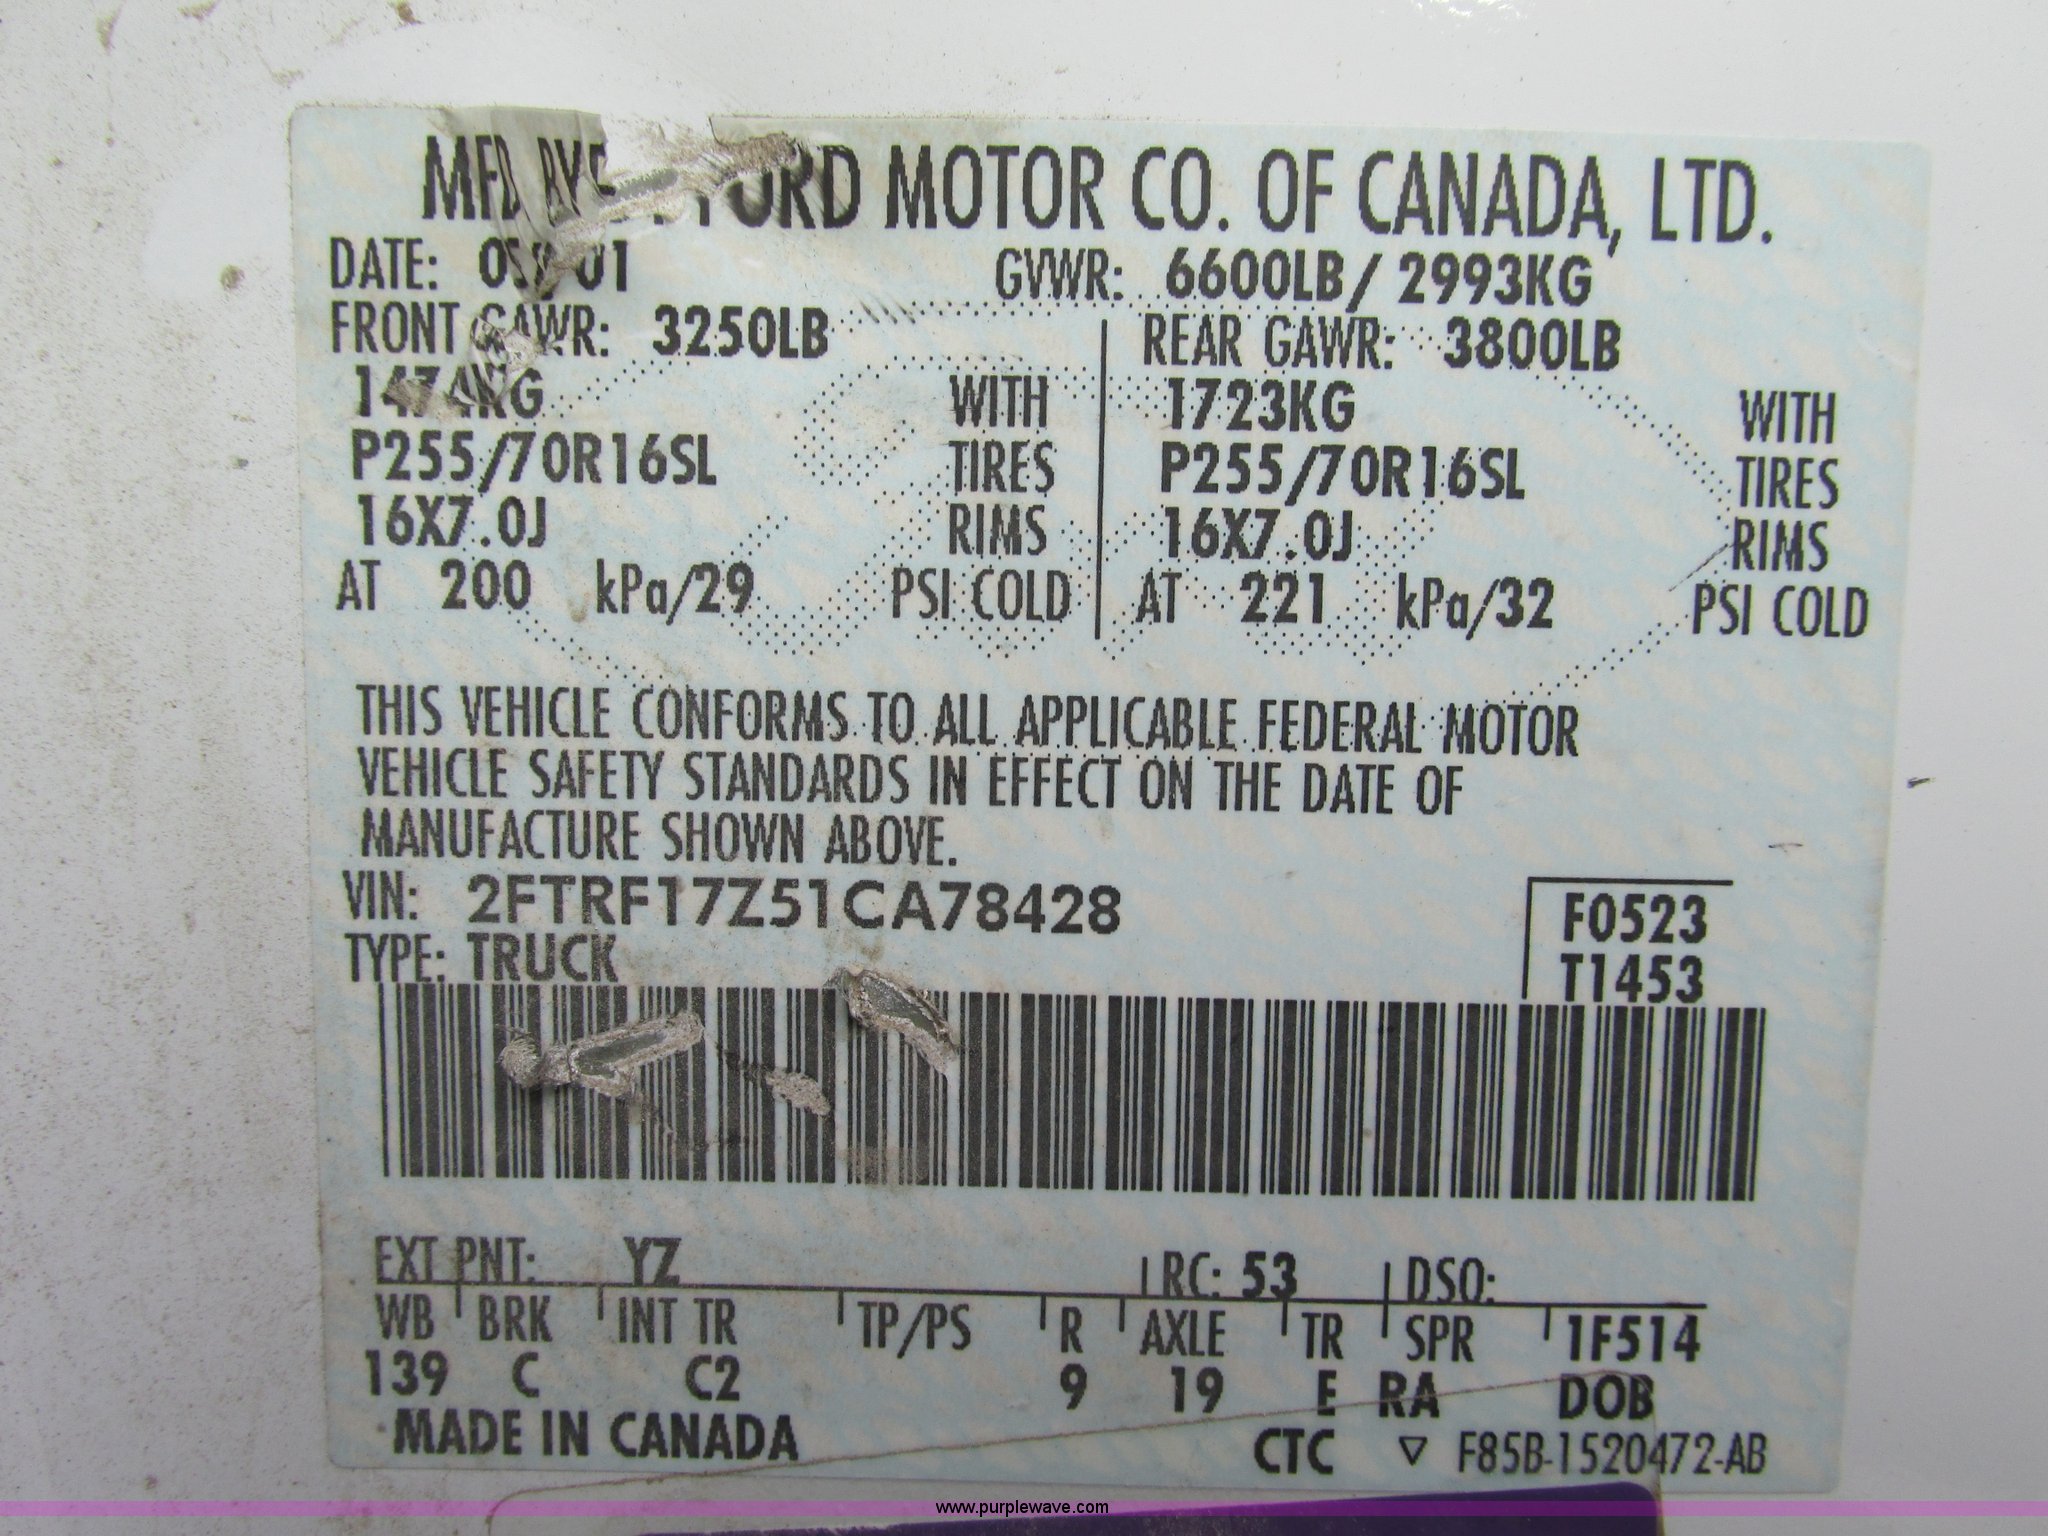 MFD. BY FORD MOTOR CO. OF CANADA, LTD.
DATE: 01 GVWR: 6600LB/ 2993KG
FRONT GAWR: 3250LB REAR GAWR: 3800LB
1474KG WITH 1723KG WITH
P255/70R16SL TIRES P255/70R16SL TIRES
16X7.0J RIMS 16X7.0J RIMS
AT 200 kPa/29 PSI COLD AT 221 kPa/32 PSI COLD
THIS VEHICLE CONFORMS TO ALL APPLICABLE FEDERAL MOTOR
VEHICLE SAFETY STANDARDS IN EFFECT ON THE DATE OF
MANUFACTURE SHOWN ABOVE.
VIN: 2FTRF17Z51CA78428 F0523
TYPE: TRUCK T1453
EXT PNT: YZ RC: 53 DSO:
WB BRK INT TR TP/PS R AXLE TR SPR 1F514
139 C C2 9 19 E RA DOB
MADE IN CANADA CTC ▽ F85B-1520472-AB
www.purplewave.com